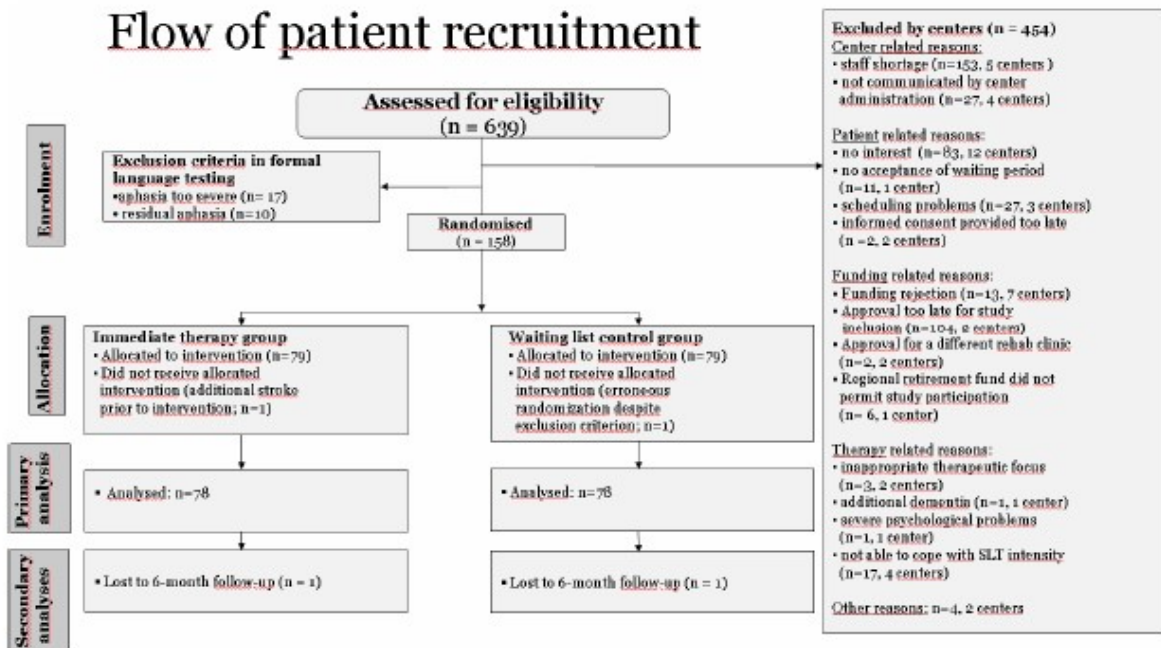 Flow of patient recruitment
Assessed for eligibility
(n = 639)
Enrolment
Exclusion criteria in formal
language testing
•aphasia too severe (n= 17)
• residual aphasia (n=10)
Randomised
(n = 158)
Allocation
Immediate therapy group
▪ Allocated to intervention (n=79)
▪ Did not receive allocated
intervention (additional stroke
prior to intervention; n=1)
Waiting list control group
▪ Allocated to intervention (n=79)
▪ Did not receive allocated
intervention (erroneous
randomization despite
exclusion criterion; n=1)
Primary
analysis
▪ Analysed: n=78
▪ Analysed: n=78
Secondary
analyses
▪ Lost to 6-month follow-up (n = 1)
▪ Lost to 6-month follow-up (n = 1)
Excluded by centers (n = 454)
Center related reasons:
• staff shortage (n=153, 5 centers )
• not communicated by center
administration (n=27, 4 centers)
Patient related reasons:
• no interest (n=83, 12 centers)
• no acceptance of waiting period
(n=11, 1 center)
• scheduling problems (n=27, 3 centers)
• informed consent provided too late
(n =2, 2 centers)
Funding related reasons:
• Funding rejection (n=13, 7 centers)
• Approval too late for study
inclusion (n=104, centers)
• Approval for a different rehab clinic
(n=2, 2 centers)
• Regional retirement fund did not
permit study participation
(n= 6, 1 center)
Therapy related reasons:
• inappropriate therapeutic focus
(n=3, 2 centers)
• additional dementin (n=1, 1 center)
• severe psychological problems
(n=1, 1 center)
• not able to cope with SLT intensity
(n=17, 4 centers)
Other reasons: n=4, 2 centers